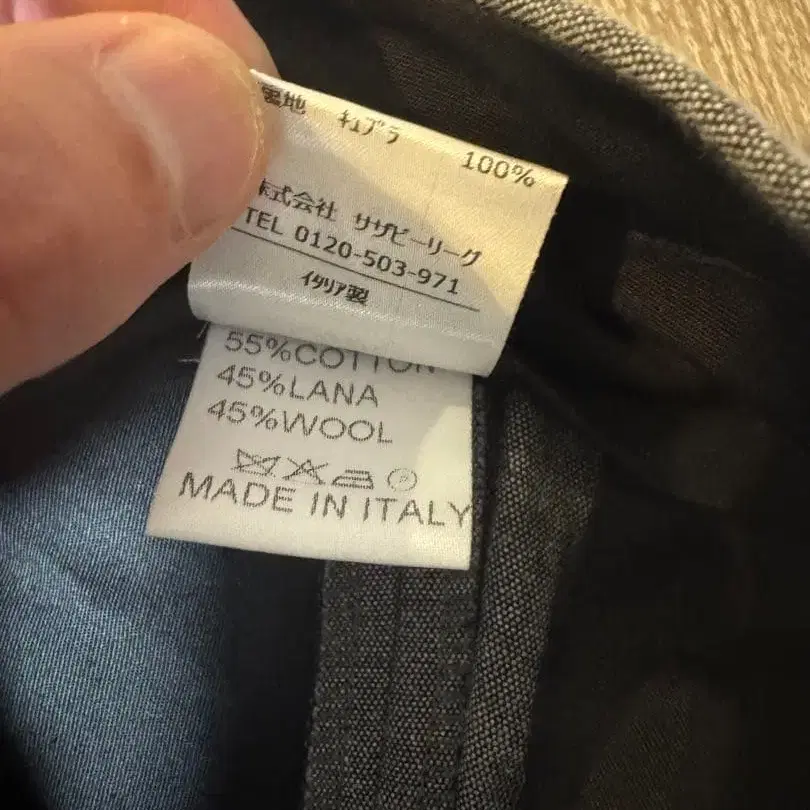 裏地 キュプラ 100%
株式会社 サザビーリーグ
TEL 0120-503-971
イタリア製
55%COTTON
45%LANA
45%WOOL
MADE IN ITALY